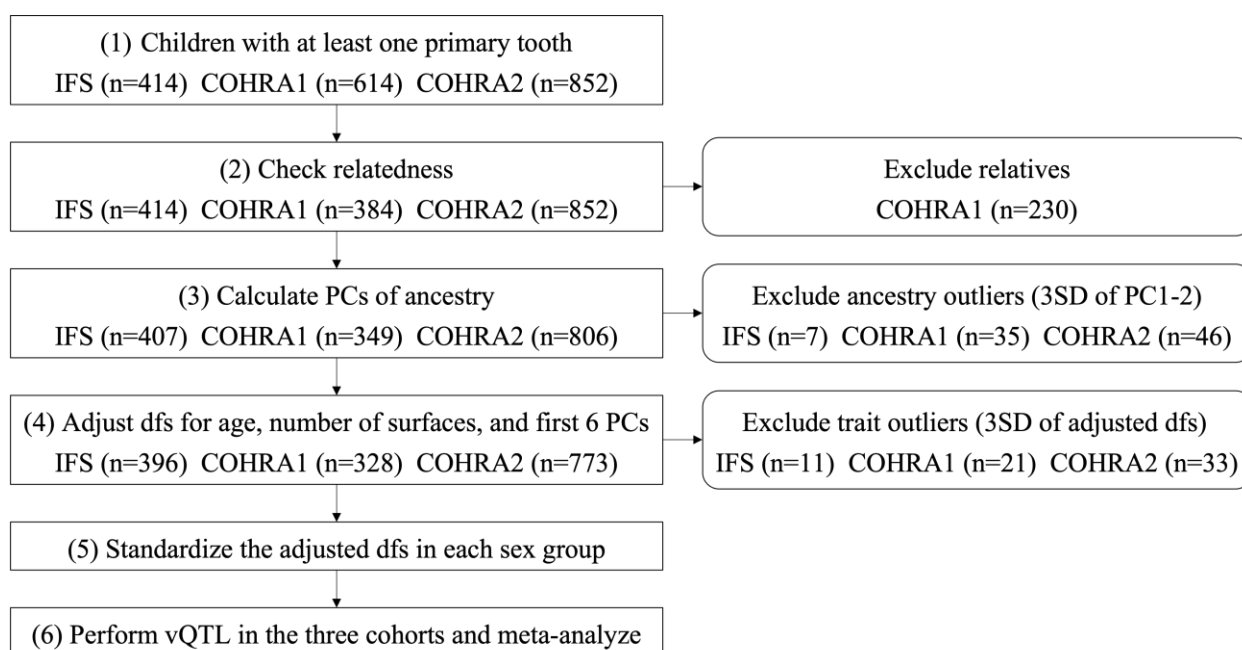 (1) Children with at least one primary tooth
IFS (n=414) COHRA1 (n=614) COHRA2 (n=852)
(2) Check relatedness
IFS (n=414) COHRA1 (n=384) COHRA2 (n=852)
Exclude relatives
COHRA1 (n=230)
(3) Calculate PCs of ancestry
IFS (n=407) COHRA1 (n=349) COHRA2 (n=806)
Exclude ancestry outliers (3SD of PC1-2)
IFS (n=7) COHRA1 (n=35) COHRA2 (n=46)
(4) Adjust dfs for age, number of surfaces, and first 6 PCs
IFS (n=396) COHRA1 (n=328) COHRA2 (n=773)
Exclude trait outliers (3SD of adjusted dfs)
IFS (n=11) COHRA1 (n=21) COHRA2 (n=33)
(5) Standardize the adjusted dfs in each sex group
(6) Perform vQTL in the three cohorts and meta-analyze